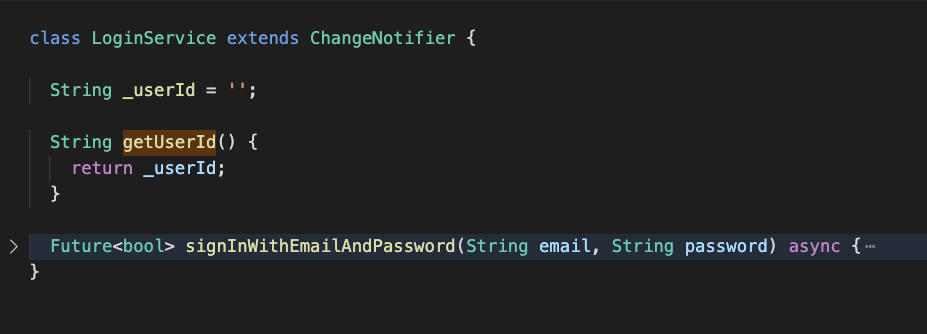 class LoginService extends ChangeNotifier {
String _userId = '';
String getUserId() {
return _userId;
}
Future<bool> signInWithEmailAndPassword(String email, String password) async {⋯
}